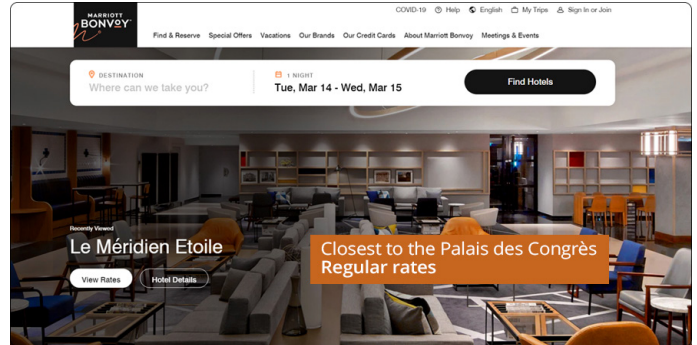 COVID-19 Help English My Trips Sign In or Join
MARRIOTT
BONVOY
Find & Reserve Special Offers Vacations Our Brands Our Credit Cards About Marriott Bonvoy Meetings & Events
DESTINATION
Where can we take you?
1 NIGHT
Tue, Mar 14 - Wed, Mar 15
Find Hotels
Recently Viewed
Le Méridien Etoile
View Rates
Hotel Details
Closest to the Palais des Congrès
Regular rates